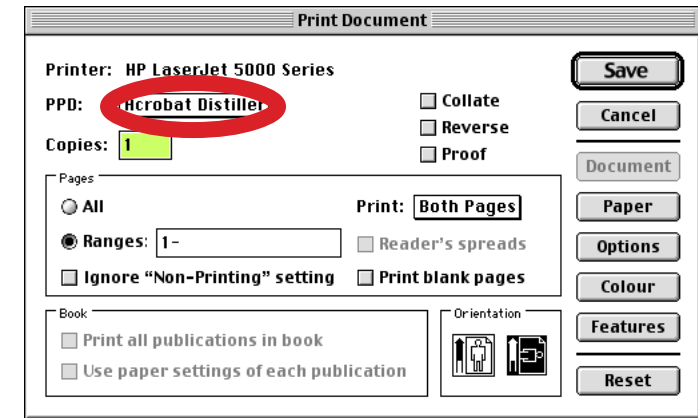 Print Document
Printer: HP LaserJet 5000 Series
PPD: Acrobat Distiller
Collate
Reverse
Copies: 1
Proof
Pages
All
Print: Both Pages
Ranges: 1-
Reader's spreads
Ignore “Non-Printing” setting
Print blank pages
Book
Print all publications in book
Use paper settings of each publication
Orientation
Save
Cancel
Document
Paper
Options
Colour
Features
Reset